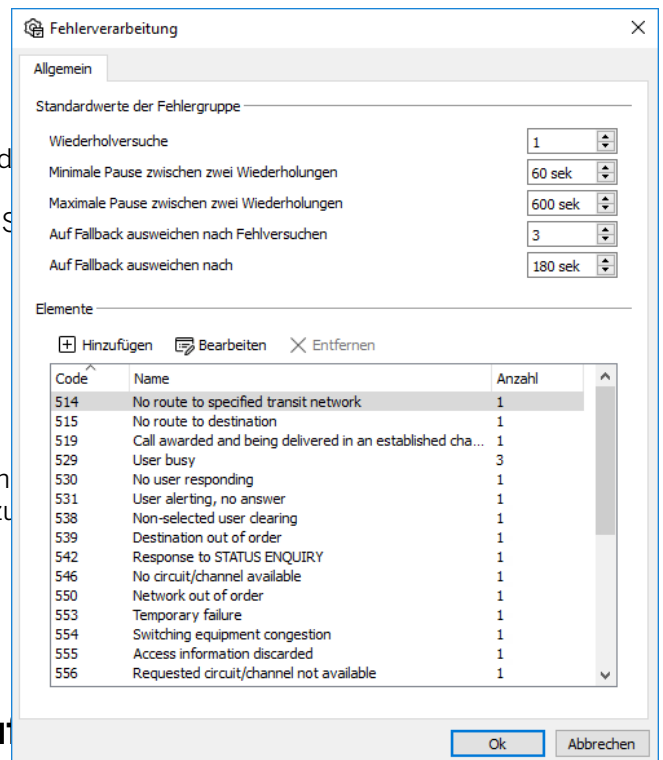 Fehlerverarbeitung
Allgemein
Standardwerte der Fehlergruppe
Wiederholversuche 1
Minimale Pause zwischen zwei Wiederholungen 60 sek
Maximale Pause zwischen zwei Wiederholungen 600 sek
Auf Fallback ausweichen nach Fehlversuchen 3
Auf Fallback ausweichen nach 180 sek
Elemente
Hinzufügen Bearbeiten Entfernen
Code Name Anzahl
514 No route to specified transit network 1
515 No route to destination 1
519 Call awarded and being delivered in an established cha... 1
529 User busy 3
530 No user responding 1
531 User alerting, no answer 1
538 Non-selected user clearing 1
539 Destination out of order 1
542 Response to STATUS ENQUIRY 1
546 No circuit/channel available 1
550 Network out of order 1
553 Temporary failure 1
554 Switching equipment congestion 1
555 Access information discarded 1
556 Requested circuit/channel not available 1
Ok Abbrechen